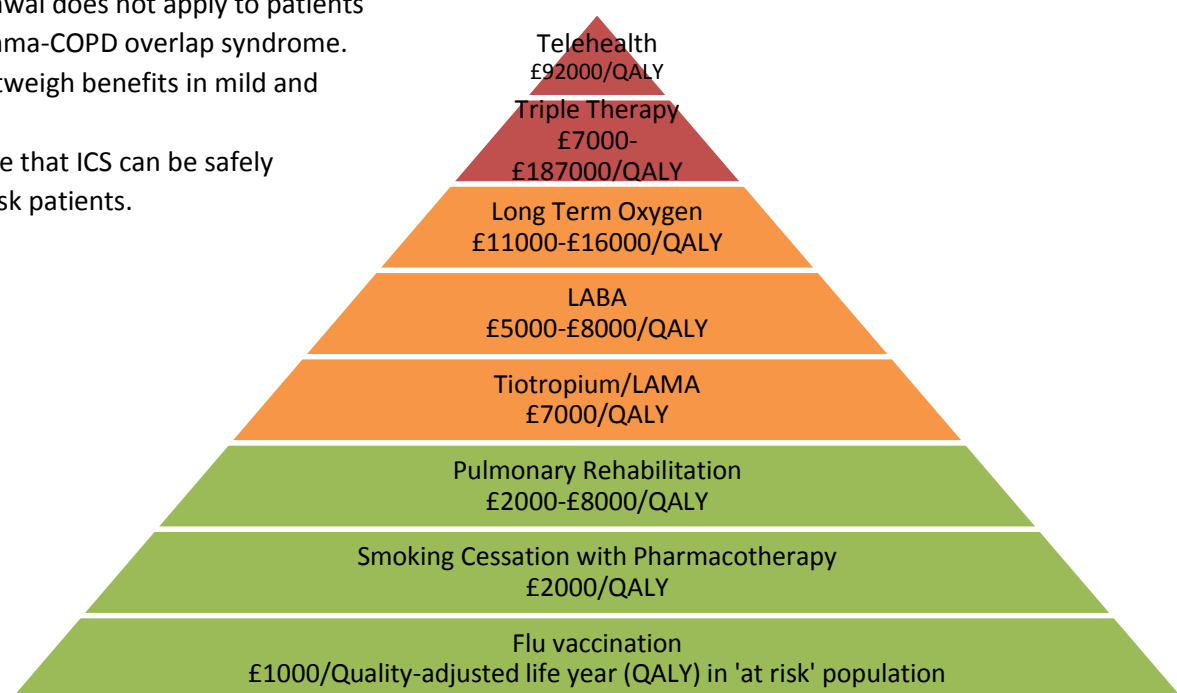 awal does not apply to patients
ma-COPD overlap syndrome.
tweigh benefits in mild and
e that ICS can be safely
sk patients.
Telehealth
£92000/QALY
Triple Therapy
£7000-
£187000/QALY
Long Term Oxygen
£11000-£16000/QALY
LABA
£5000-£8000/QALY
Tiotropium/LAMA
£7000/QALY
Pulmonary Rehabilitation
£2000-£8000/QALY
Smoking Cessation with Pharmacotherapy
£2000/QALY
Flu vaccination
£1000/Quality-adjusted life year (QALY) in 'at risk' population